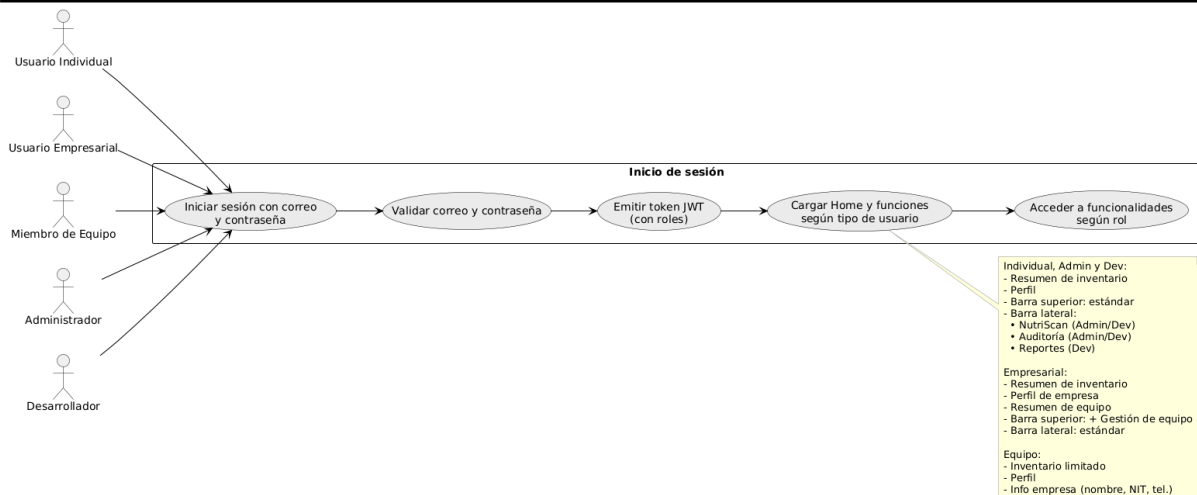 Usuario Individual
Usuario Empresarial
Miembro de Equipo
Administrador
Desarrollador
Inicio de sesión
Iniciar sesión con correo
y contraseña
Validar correo y contraseña
Emitir token JWT
(con roles)
Cargar Home y funciones
según tipo de usuario
Acceder a funcionalidades
según rol
Individual, Admin y Dev:
- Resumen de inventario
- Perfil
- Barra superior: estándar
- Barra lateral:
• NutriScan (Admin/Dev)
• Auditoría (Admin/Dev)
• Reportes (Dev)
Empresarial:
- Resumen de inventario
- Perfil de empresa
- Resumen de equipo
- Barra superior: + Gestión de equipo
- Barra lateral: estándar
Equipo:
- Inventario limitado
- Perfil
- Info empresa (nombre, NIT, tel.)